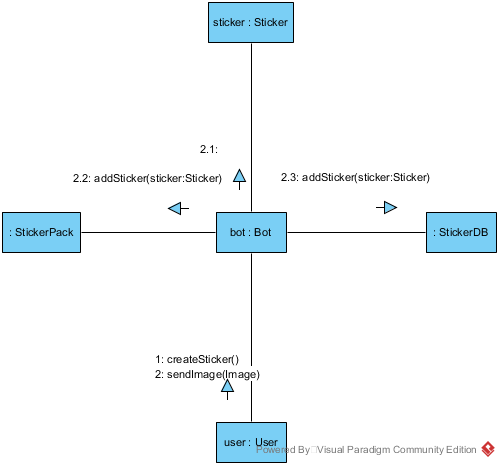 sticker : Sticker
2.1:
2.2: addSticker(sticker:Sticker)
2.3: addSticker(sticker:Sticker)
: StickerPack
bot : Bot
: StickerDB
1: createSticker()
2: sendImage(Image)
user : User
Powered By Visual Paradigm Community Edition